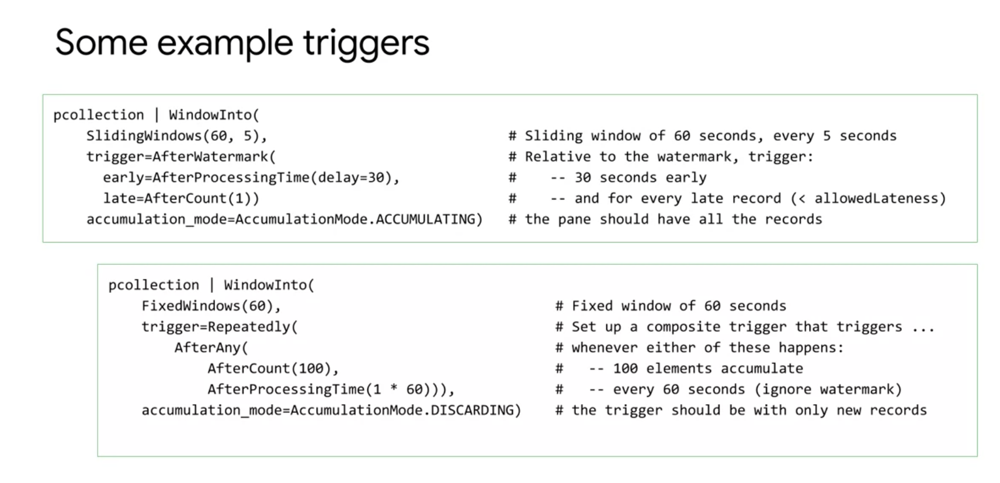 Some example triggers
pcollection | WindowInto(
    SlidingWindows(60, 5),                             # Sliding window of 60 seconds, every 5 seconds
    trigger=AfterWatermark(                            # Relative to the watermark, trigger:
      early=AfterProcessingTime(delay=30),             #    -- 30 seconds early
      late=AfterCount(1))                              #    -- and for every late record (< allowedLateness)
    accumulation_mode=AccumulationMode.ACCUMULATING)   # the pane should have all the records
pcollection | WindowInto(
    FixedWindows(60),                                 # Fixed window of 60 seconds
    trigger=Repeatedly(                               # Set up a composite trigger that triggers ...
        AfterAny(                                     # whenever either of these happens:
            AfterCount(100),                          #   -- 100 elements accumulate
            AfterProcessingTime(1 * 60))),            #   -- every 60 seconds (ignore watermark)
    accumulation_mode=AccumulationMode.DISCARDING)    # the trigger should be with only new records